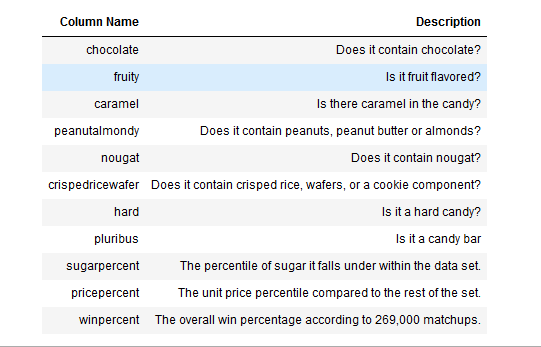 Column Name Description
chocolate Does it contain chocolate?
fruity Is it fruit flavored?
caramel Is there caramel in the candy?
peanutalmondy Does it contain peanuts, peanut butter or almonds?
nougat Does it contain nougat?
crispedricewafer Does it contain crisped rice, wafers, or a cookie component?
hard Is it a hard candy?
pluribus Is it a candy bar
sugarpercent The percentile of sugar it falls under within the data set.
pricepercent The unit price percentile compared to the rest of the set.
winpercent The overall win percentage according to 269,000 matchups.